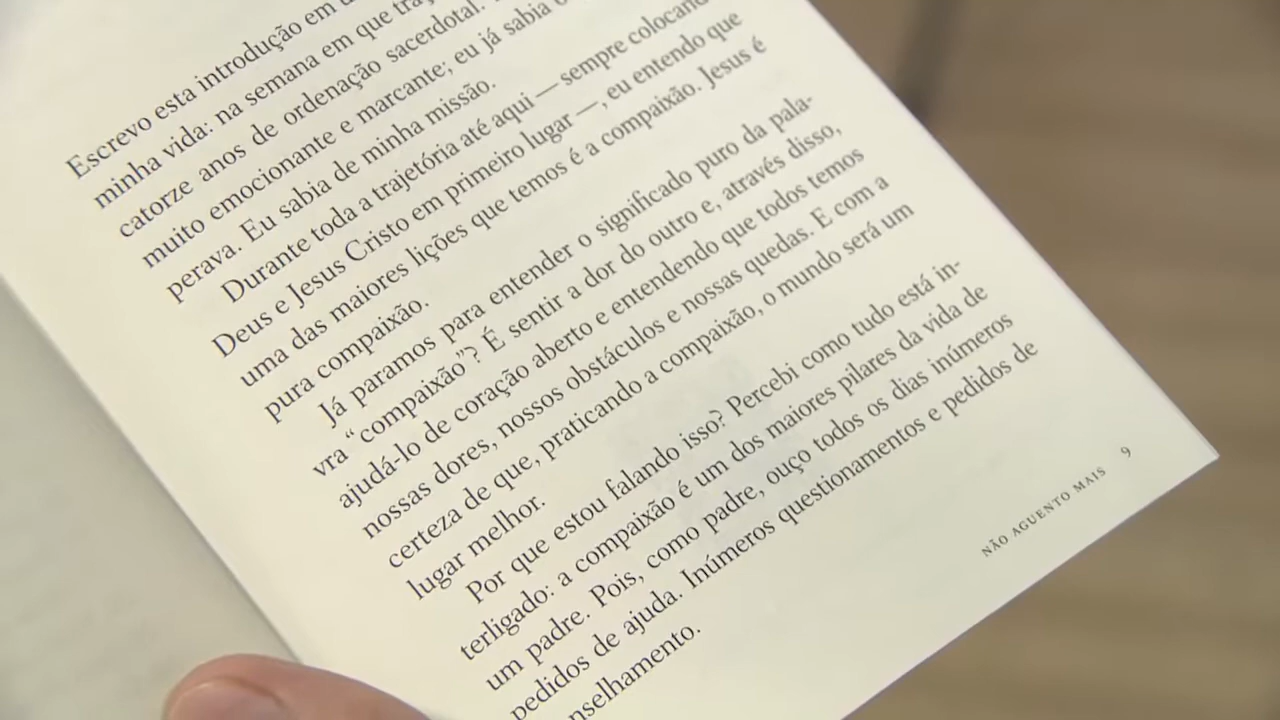 Escrevo esta introdução em
minha vida: na semana em que
catorze anos de ordenação sacerdotal.
muito emocionante e marcante; eu já sabia o
perava. Eu sabia de minha missão.
Durante toda a trajetória até aqui — sempre colocand
Deus e Jesus Cristo em primeiro lugar —, eu entendo que
uma das maiores lições que temos é a compaixão. Jesus é
pura compaixão.
Já paramos para entender o significado puro da pala-
vra “compaixão”? É sentir a dor do outro e, através disso,
ajudá-lo de coração aberto e entendendo que todos temos
nossas dores, nossos obstáculos e nossas quedas. E com a
certeza de que, praticando a compaixão, o mundo será um
lugar melhor.
Por que estou falando isso? Percebi como tudo está in-
terligado: a compaixão é um dos maiores pilares da vida de
um padre. Pois, como padre, ouço todos os dias inúmeros
pedidos de ajuda. Inúmeros questionamentos e pedidos de
nselhamento.
NÃO AGUENTO MAIS 9